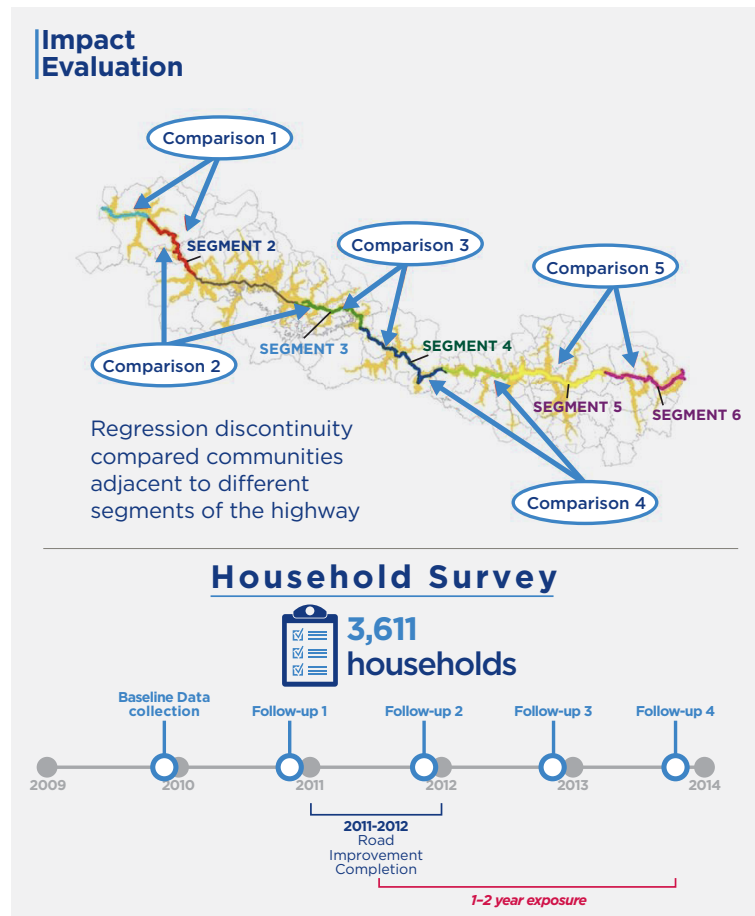 Impact
Evaluation
Comparison 1
SEGMENT 2
Comparison 3
Comparison 5
SEGMENT 3
SEGMENT 4
Comparison 2
SEGMENT 5
SEGMENT 6
Regression discontinuity
compared communities
adjacent to different
segments of the highway
Comparison 4
Household Survey
3,611
households
Baseline Data
collection
Follow-up 1
Follow-up 2
Follow-up 3
Follow-up 4
2009
2010
2011
2012
2013
2014
2011-2012
Road
Improvement
Completion
1–2 year exposure